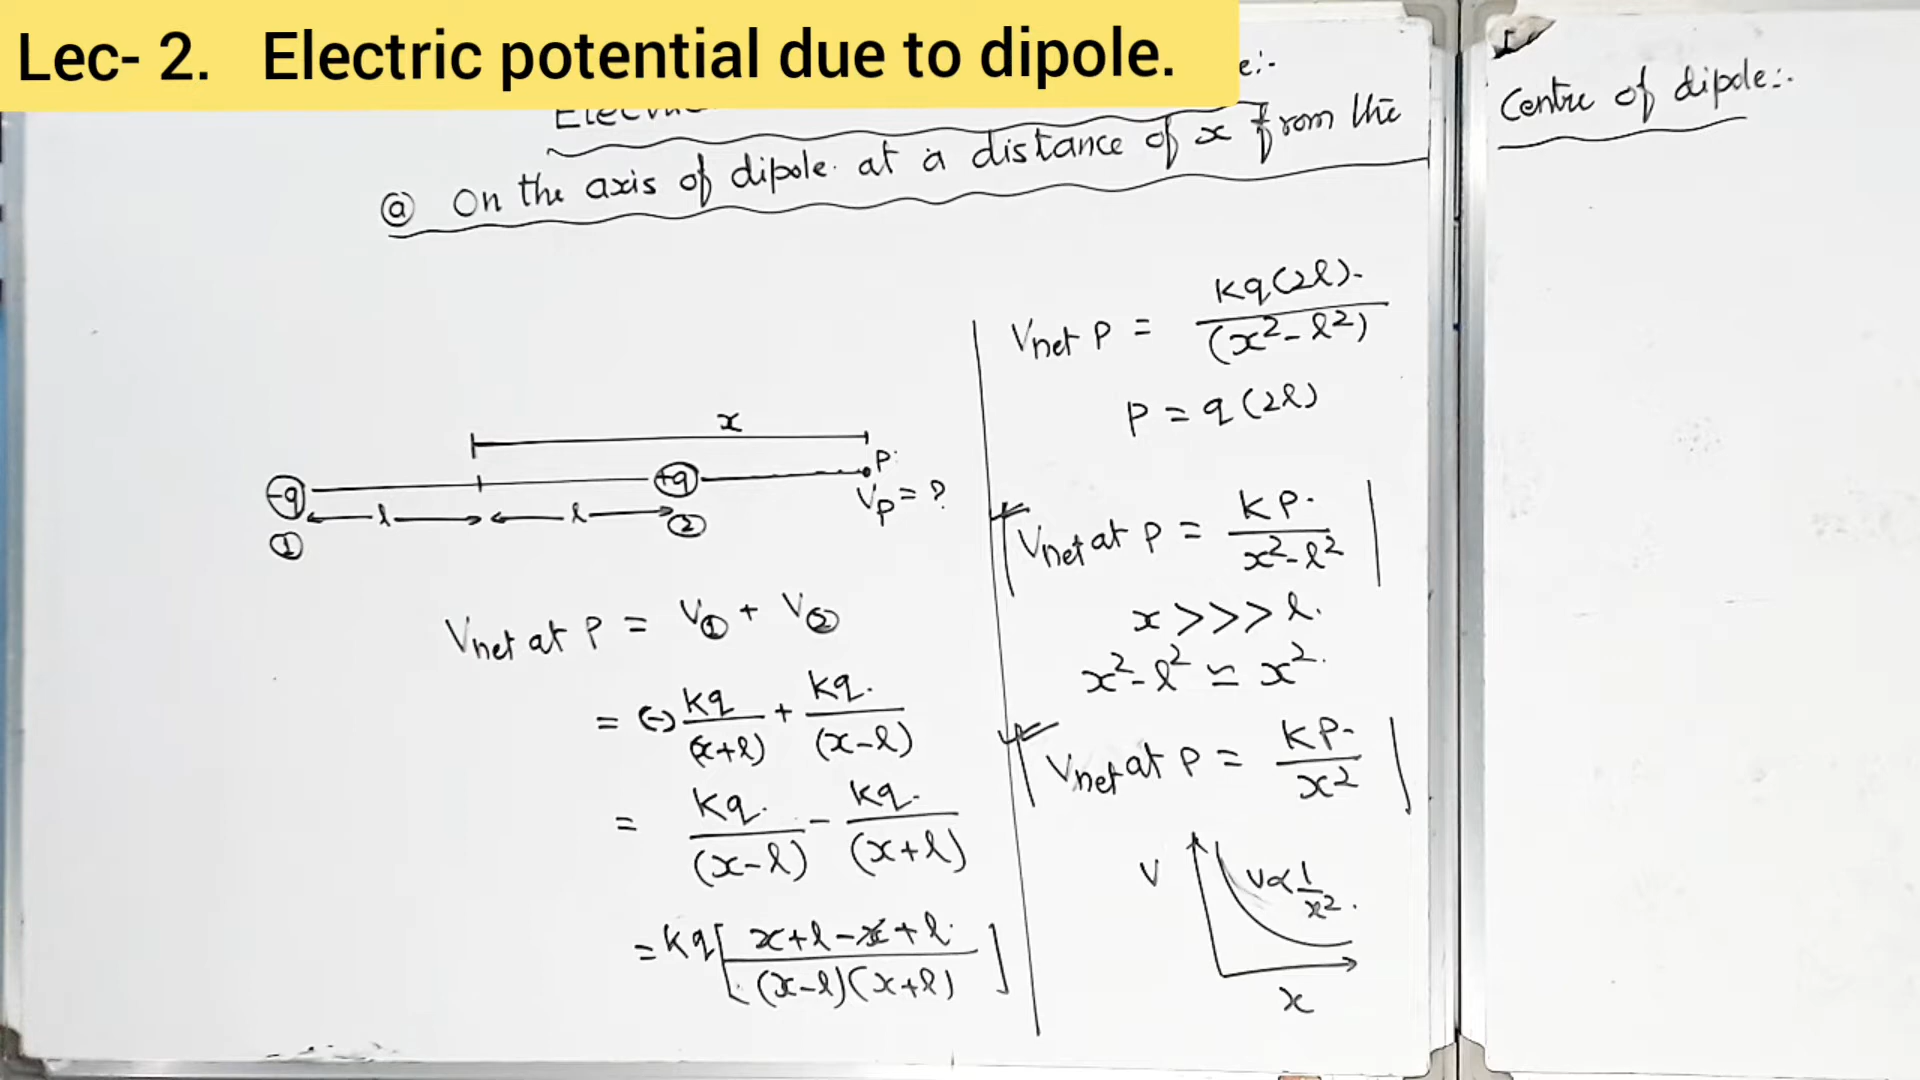 Lec- 2. Electric potential due to dipole.
e:-
ⓐ On the axis of dipole. at a distance of x from the
Centre of dipole:-
x
-q +q P.
l l
① ②
Vp = ?
Vnet at P = V① + V②
= (-) kq/(x+l) + kq./(x-l)
= kq./(x-l) - kq./(x+l)
= kq [ x+l-x+l. / (x-l)(x+l) ]
Vnet P = kq(2l). / (x²-l²)
P = q(2l)
Vnet at P = kP. / x²-l²
x >>> l.
x²-l² ≃ x².
Vnet at P = kP- / x²
V
V∝ 1/x².
x